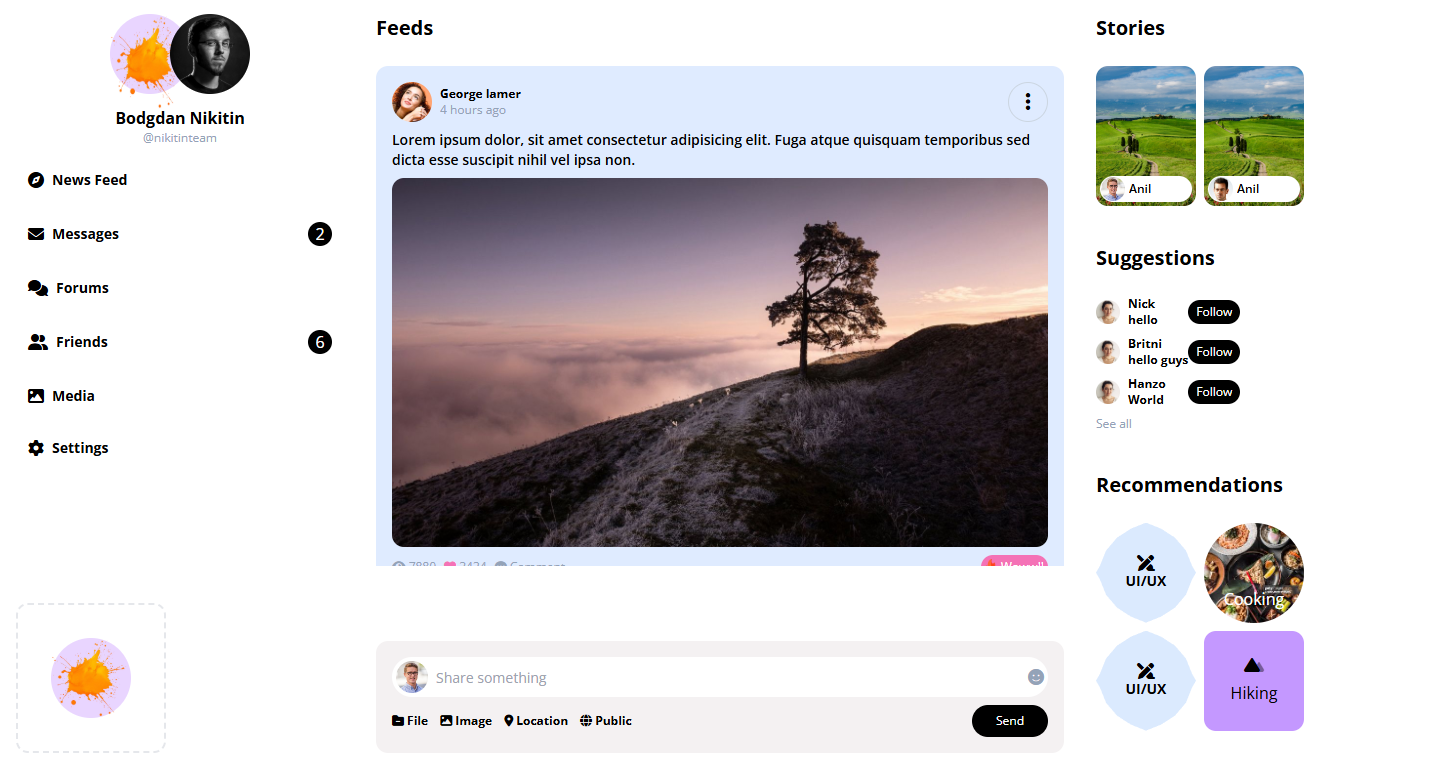 Bodgdan Nikitin
@nikitinteam
News Feed
Messages
2
Forums
Friends
6
Media
Settings
Feeds
George lamer
4 hours ago
Lorem ipsum dolor, sit amet consectetur adipisicing elit. Fuga atque quisquam temporibus sed
dicta esse suscipit nihil vel ipsa non.
Share something
File
Image
Location
Public
Send
Stories
Anil
Anil
Suggestions
Nick
hello
Follow
Britni
hello guys
Follow
Hanzo
World
Follow
See all
Recommendations
UI/UX
Cooking
UI/UX
Hiking